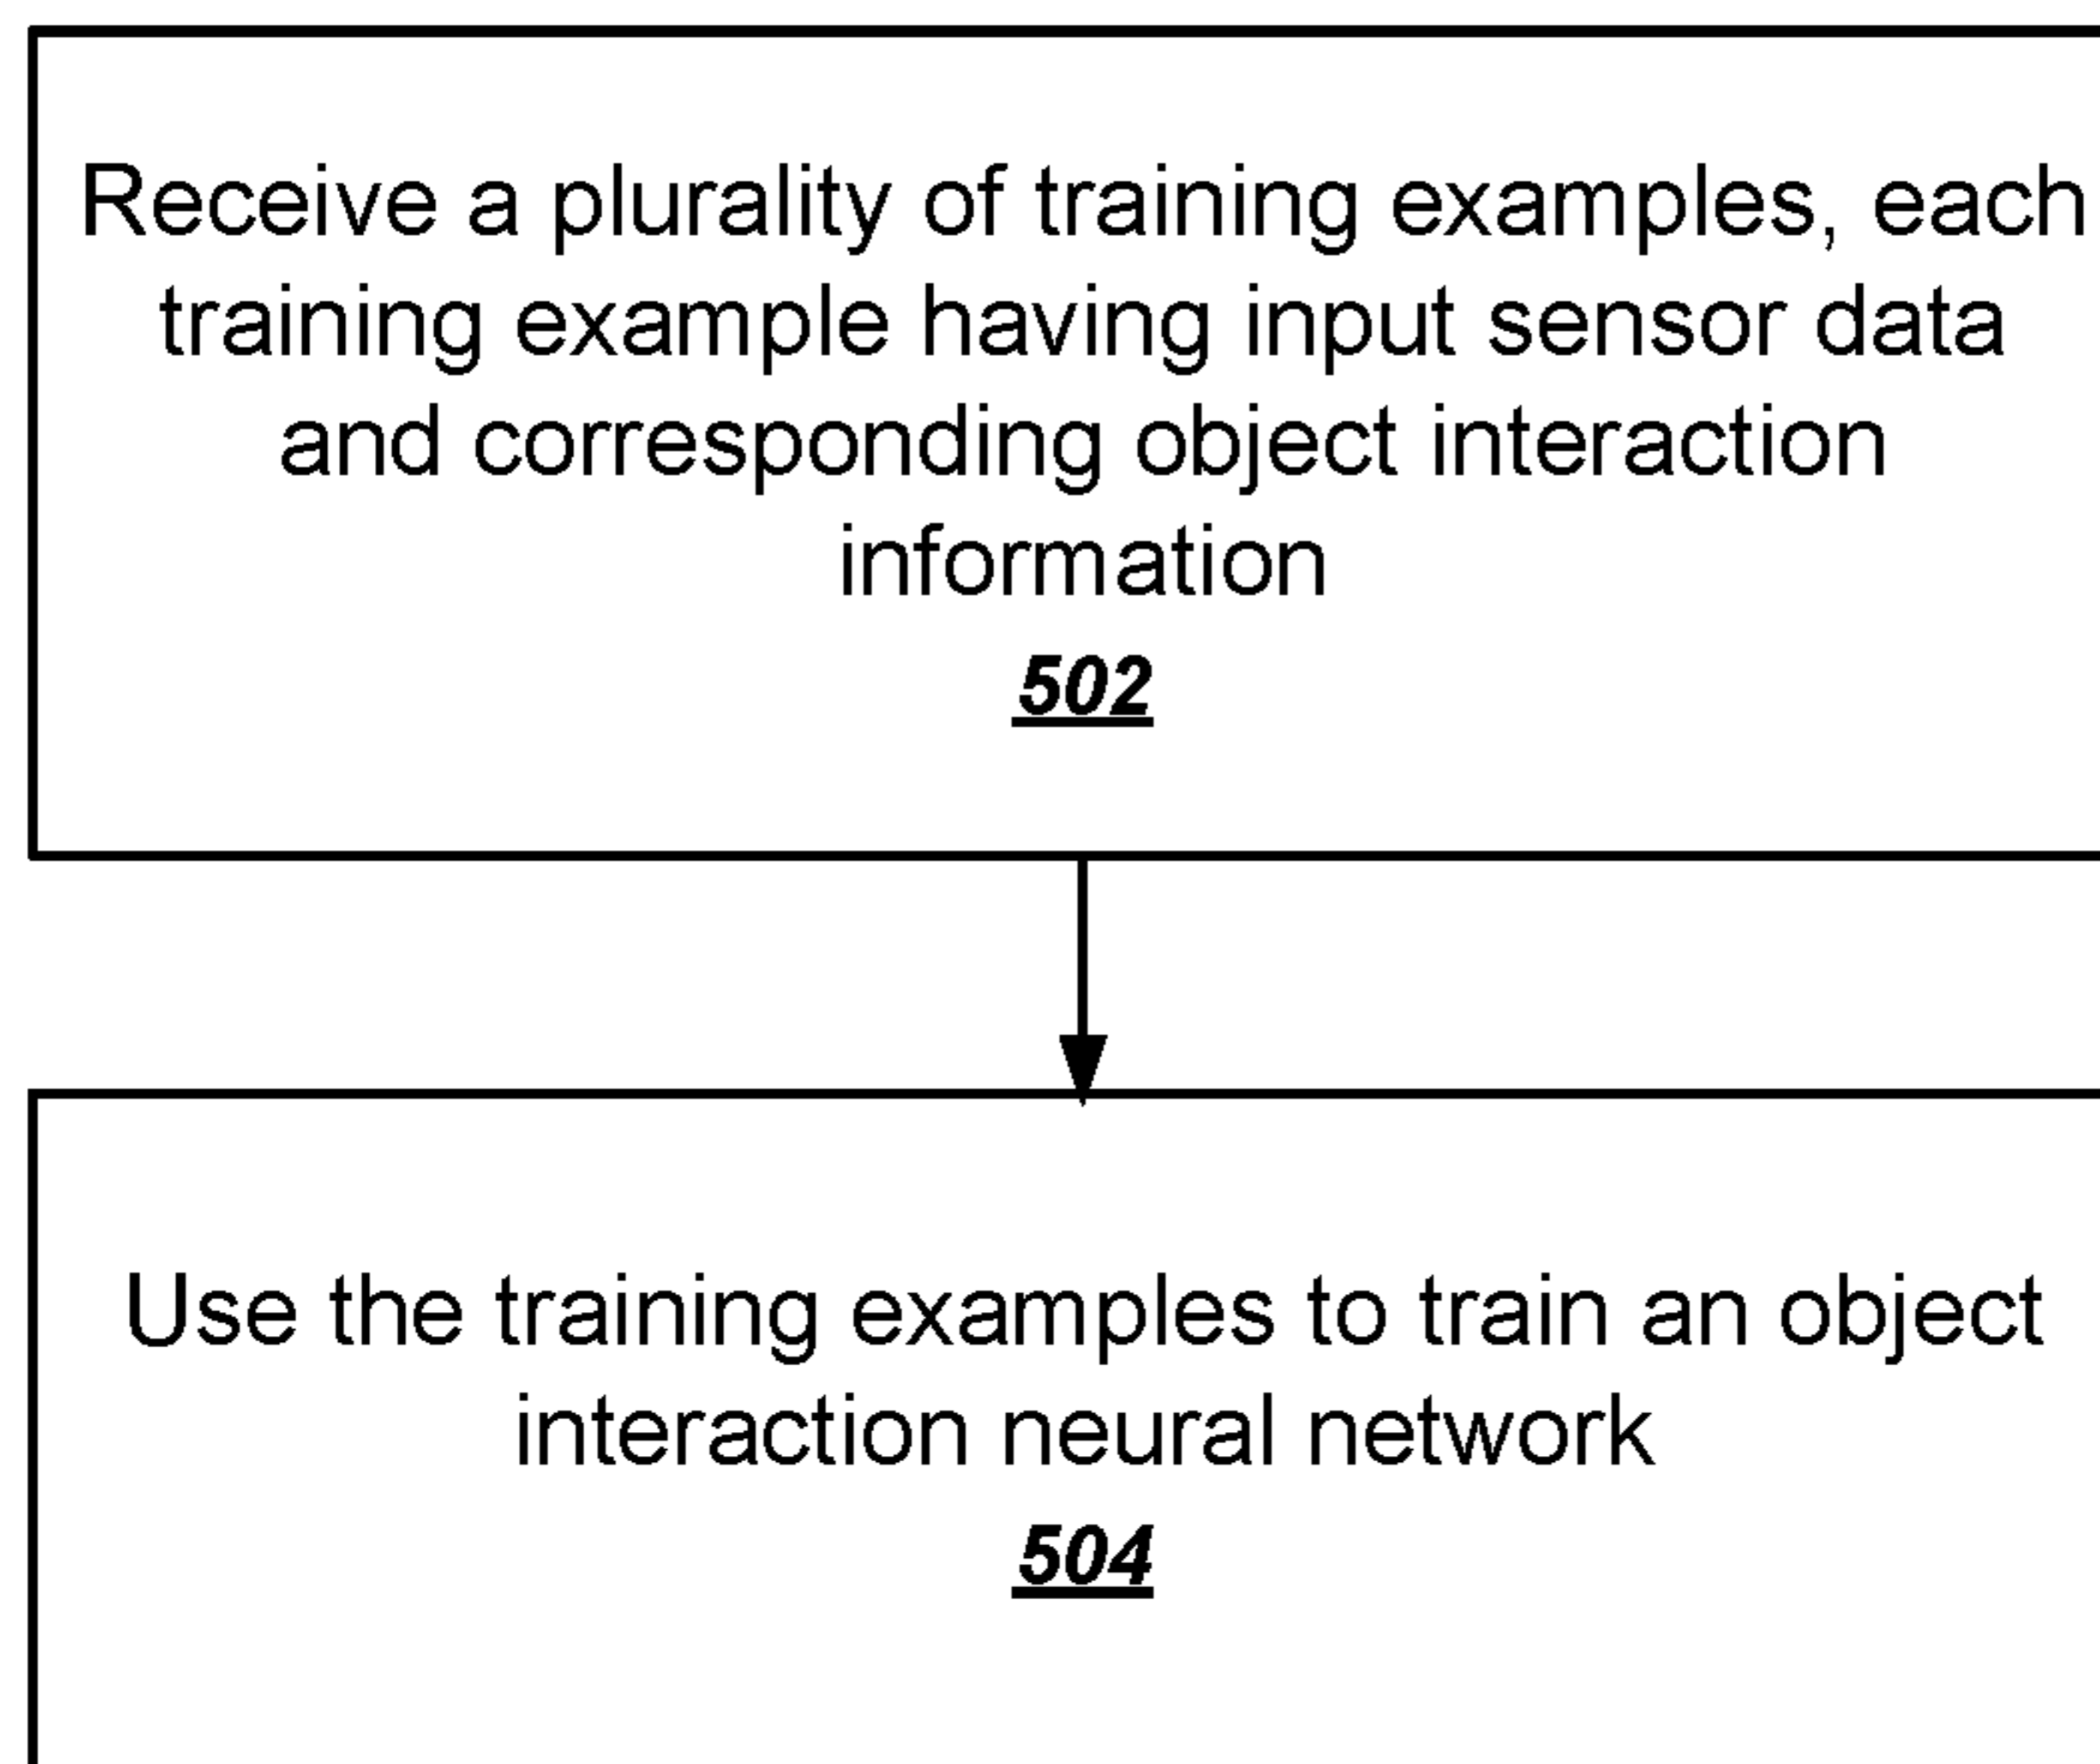 Receive a plurality of training examples, each
training example having input sensor data
and corresponding object interaction
information
502
Use the training examples to train an object
interaction neural network
504